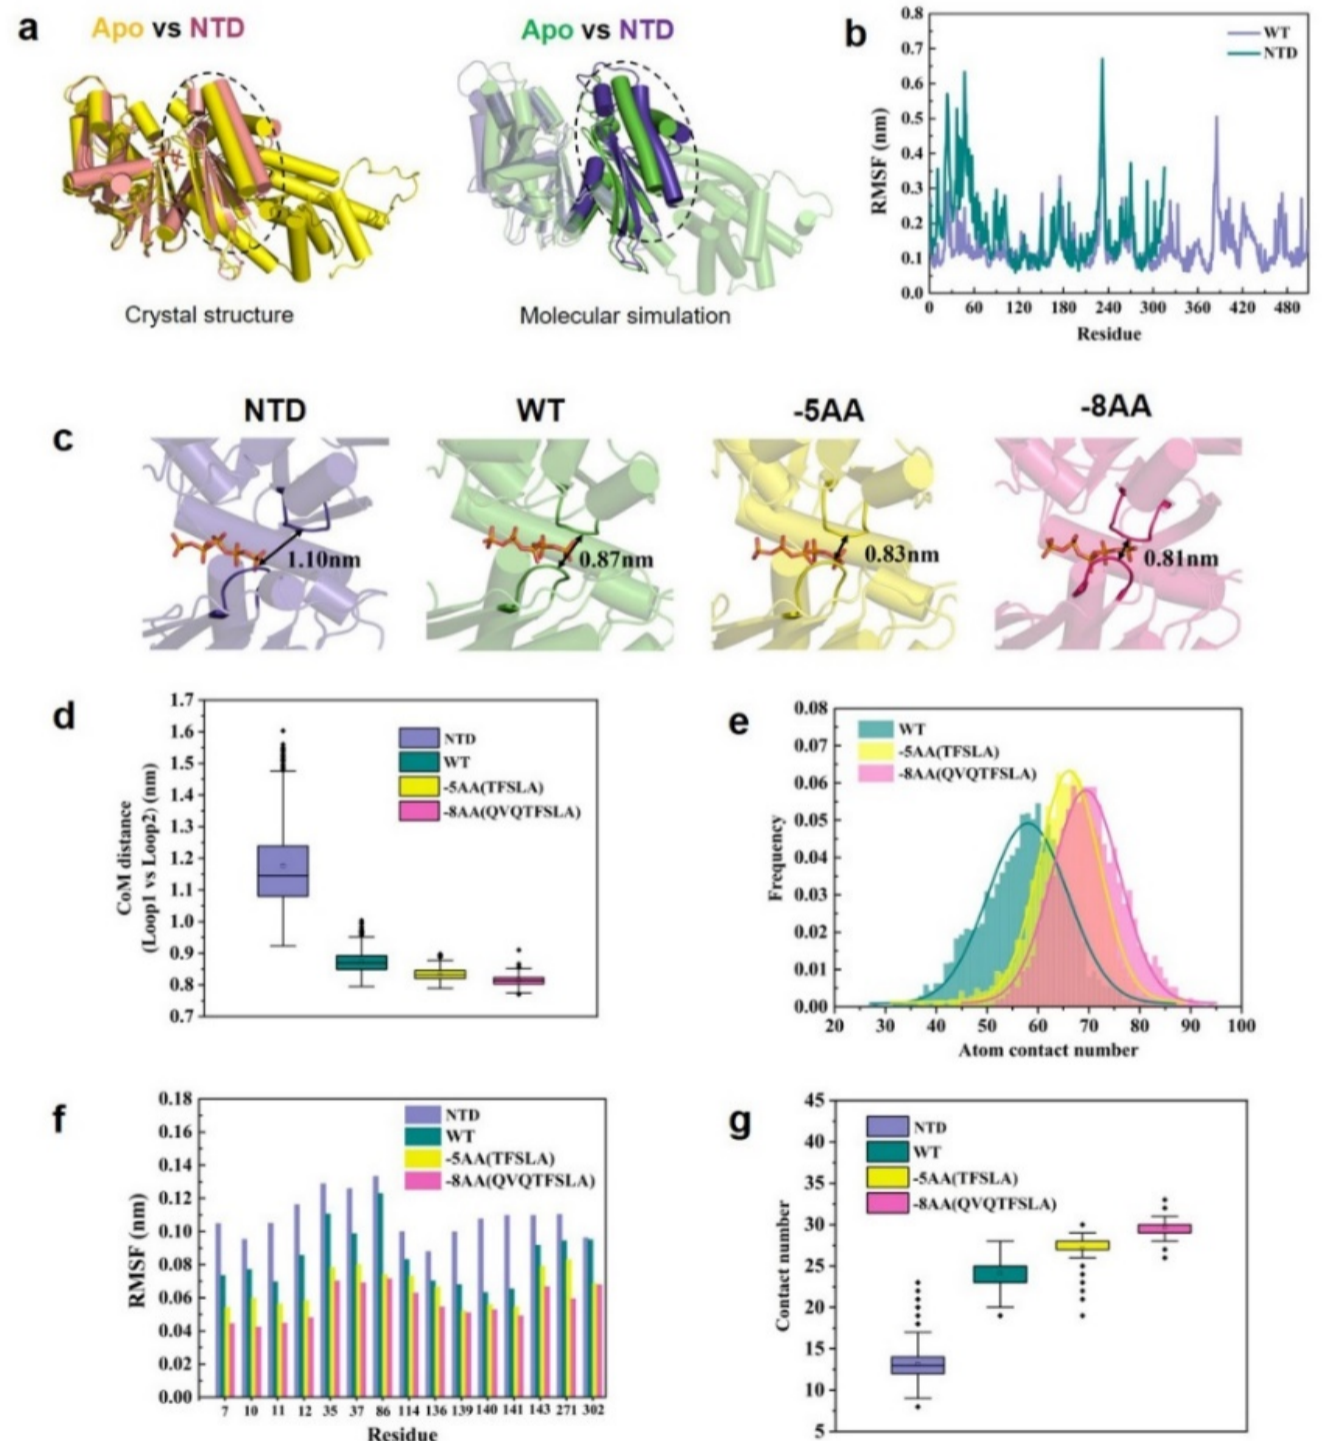 a
Apo vs NTD
Apo vs NTD
Crystal structure
Molecular simulation
b
0.8
0.7
0.6
0.5
0.4
0.3
0.2
0.1
0.0
RMSF (nm)
WT
NTD
0 60 120 180 240 300 360 420 480
Residue
c
NTD
WT
-5AA
-8AA
1.10nm
0.87nm
0.83nm
0.81nm
d
1.7
1.6
1.5
1.4
1.3
1.2
1.1
1.0
0.9
0.8
0.7
CoM distance
(Loop1 vs Loop2) (nm)
NTD
WT
-5AA(TFSLA)
-8AA(QVQTFSLA)
e
0.08
0.07
0.06
0.05
0.04
0.03
0.02
0.01
0.00
Frequency
WT
-5AA(TFSLA)
-8AA(QVQTFSLA)
20 30 40 50 60 70 80 90 100
Atom contact number
f
0.18
0.16
0.14
0.12
0.10
0.08
0.06
0.04
0.02
0.00
RMSF (nm)
NTD
WT
-5AA(TFSLA)
-8AA(QVQTFSLA)
7 10 11 12 35 37 86 114 136 139 140 141 143 271 302
Residue
g
45
40
35
30
25
20
15
10
5
Contact number
NTD
WT
-5AA(TFSLA)
-8AA(QVQTFSLA)